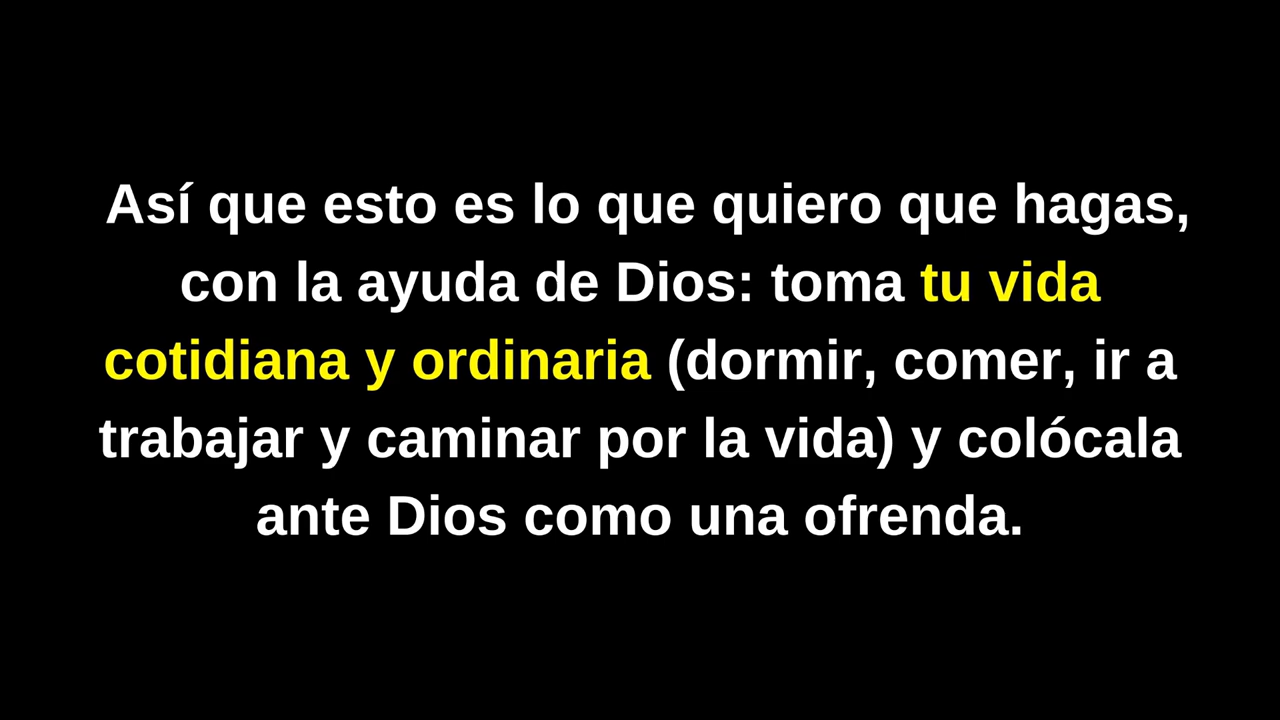 Así que esto es lo que quiero que hagas,
con la ayuda de Dios: toma tu vida
cotidiana y ordinaria (dormir, comer, ir a
trabajar y caminar por la vida) y colócala
ante Dios como una ofrenda.